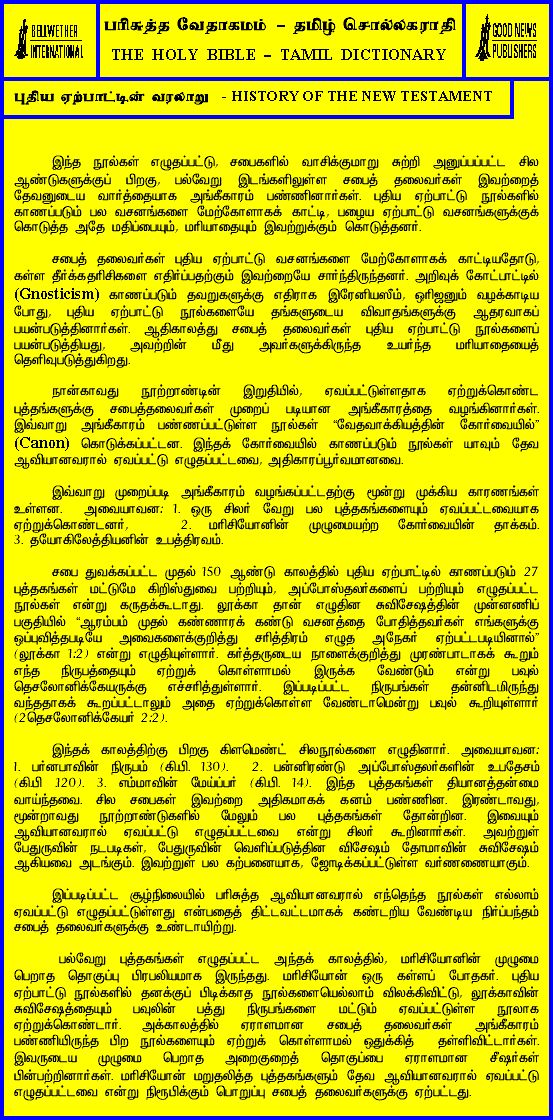 BELLWETHER
INTERNATIONAL
பரிசுத்த வேதாகமம் – தமிழ் சொல்லகராதி
THE HOLY BIBLE – TAMIL DICTIONARY
GOOD NEWS
PUBLISHERS
புதிய ஏற்பாட்டின் வரலாறு - HISTORY OF THE NEW TESTAMENT
இந்த நூல்கள் எழுதப்பட்டு, சபைகளில் வாசிக்குமாறு சுற்றி அனுப்பப்பட்ட சில
ஆண்டுகளுக்குப் பிறகு, பல்வேறு இடங்களிலுள்ள சபைத் தலைவர்கள் இவற்றைத்
தேவனுடைய வார்த்தையாக அங்கீகாரம் பண்ணினார்கள். புதிய ஏற்பாட்டு நூல்களில்
காணப்படும் பல வசனங்களை மேற்கோளாகக் காட்டி, பழைய ஏற்பாட்டு வசனங்களுக்குக்
கொடுத்த அதே மதிப்பையும், மரியாதையும் இவற்றுக்கும் கொடுத்தனர்.
சபைத் தலைவர்கள் புதிய ஏற்பாட்டு வசனங்களை மேற்கோளாகக் காட்டியதோடு,
கள்ள தீர்க்கதரிசிகளை எதிர்ப்பதற்கும் இவற்றையே சார்ந்திருந்தனர். அறிவுக் கோட்பாட்டில்
(Gnosticism) காணப்படும் தவறுகளுக்கு எதிராக இரேனியஸீம், ஒரிஜனும் வழக்காடிய
போது, புதிய ஏற்பாட்டு நூல்களையே தங்களுடைய விவாதங்களுக்கு ஆதரவாகப்
பயன்படுத்தினார்கள். ஆதிகாலத்து சபைத் தலைவர்கள் புதிய ஏற்பாட்டு நூல்களைப்
பயன்படுத்தியது, அவற்றின் மீது அவர்களுக்கிருந்த உயர்ந்த மரியாதையைத்
தெளிவுபடுத்துகிறது.
நான்காவது நூற்றாண்டின் இறுதியில், ஏவப்பட்டுள்ளதாக ஏற்றுக்கொண்ட
புத்தகங்களுக்கு சபைத்தலைவர்கள் முறைப் படியான அங்கீகாரத்தை வழங்கினார்கள்.
இவ்வாறு அங்கீகாரம் பண்ணப்பட்டுள்ள நூல்கள் “வேதவாக்கியத்தின் கோர்வையில்”
(Canon) கொடுக்கப்பட்டன. இந்தக் கோர்வையில் காணப்படும் நூல்கள் யாவும் தேவ
ஆவியானவரால் ஏவப்பட்டு எழுதப்பட்டவை, அதிகாரப்பூர்வமானவை.
இவ்வாறு முறைப்படி அங்கீகாரம் வழங்கப்பட்டதற்கு மூன்று முக்கிய காரணங்கள்
உள்ளன. அவையாவன: 1. ஒரு சிலர் வேறு பல புத்தகங்களையும் ஏவப்பட்டவையாக
ஏற்றுக்கொண்டனர், 2. மரிசியோனின் முழுமையற்ற கோர்வையின் தாக்கம்.
3. தயோகிலேத்தியனின் உபத்திரவம்.
சபை துவக்கப்பட்ட முதல் 150 ஆண்டு காலத்தில் புதிய ஏற்பாட்டில் காணப்படும் 27
புத்தகங்கள் மட்டுமே கிறிஸ்துவை பற்றியும், அப்போஸ்தலர்களைப் பற்றியும் எழுதப்பட்ட
நூல்கள் என்று கருதக்கூடாது. லூக்கா தான் எழுதின சுவிசேஷத்தின் முன்னணிப்
பகுதியில் “ஆரம்பம் முதல் கண்ணாரக் கண்டு வசனத்தை போதித்தவர்கள் எங்களுக்கு
ஒப்புவித்தபடியே அவைகளைக்குறித்து சரித்திரம் எழுத அநேகர் ஏற்பட்டபடியினால்”
(லூக்கா 1:2) என்று எழுதியுள்ளார். கர்த்தருடைய நாளைக்குறித்து முரண்பாடாகக் கூறும்
எந்த நிருபத்தையும் ஏற்றுக் கொள்ளாமல் இருக்க வேண்டும் என்று பவுல்
தெசலோனிக்கேயருக்கு எச்சரித்துள்ளார். இப்படிப்பட்ட நிருபங்கள் தன்னிடமிருந்து
வந்ததாகக் கூறப்பட்டாலும் அதை ஏற்றுக்கொள்ள வேண்டாமென்று பவுல் கூறியுள்ளார்
(2தெசலோனிக்கேயர் 2:2).
இந்தக் காலத்திற்கு பிறகு கிளமெண்ட் சிலநூல்களை எழுதினார். அவையாவன:
1. பர்னபாவின் நிருபம் (கி.பி. 130). 2. பன்னிரண்டு அப்போஸ்தலர்களின் உபதேசம்
(கி.பி 120). 3. எம்மாவின் மேய்ப்பர் (கி.பி. 14). இந்த புத்தகங்கள் தியானத்தன்மை
வாய்ந்தவை. சில சபைகள் இவற்றை அதிகமாகக் கனம் பண்ணின. இரண்டாவது,
மூன்றாவது நூற்றாண்டுகளில் மேலும் பல புத்தகங்கள் தோன்றின. இவையும்
ஆவியானவரால் ஏவப்பட்டு எழுதப்பட்டவை என்று சிலர் கூறினார்கள். அவற்றுள்
பேதுருவின் நடபடிகள், பேதுருவின் வெளிப்படுத்தின விசேஷம் தோமாவின் சுவிசேஷம்
ஆகியவை அடங்கும். இவற்றுள் பல கற்பனையாக, ஜோடிக்கப்பட்டுள்ள வர்ணணையாகும்.
இப்படிப்பட்ட சூழ்நிலையில் பரிசுத்த ஆவியானவரால் எந்தெந்த நூல்கள் எல்லாம்
ஏவப்பட்டு எழுதப்பட்டுள்ளது என்பதைத் திட்டவட்டமாகக் கண்டறிய வேண்டிய நிர்ப்பந்தம்
சபைத் தலைவர்களுக்கு உண்டாயிற்று.
பல்வேறு புத்தகங்கள் எழுதப்பட்ட அந்தக் காலத்தில், மரிசியோனின் முழுமை
பெறாத தொகுப்பு பிரபலியமாக இருந்தது. மரிசியோன் ஒரு கள்ளப் போதகர். புதிய
ஏற்பாட்டு நூல்களில் தனக்குப் பிடிக்காத நூல்களையெல்லாம் விலக்கிவிட்டு, லூக்காவின்
சுவிசேஷத்தையும் பவுலின் பத்து நிருபங்களை மட்டும் ஏவப்பட்டுள்ள நூலாக
ஏற்றுக்கொண்டார். அக்காலத்தில் ஏராளமான சபைத் தலைவர்கள் அங்கீகாரம்
பண்ணியிருந்த பிற நூல்களையும் ஏற்றுக் கொள்ளாமல் ஒதுக்கித் தள்ளிவிட்டார்கள்.
இவருடைய முழுமை பெறாத அறைகுறைத் தொகுப்பை ஏராளமான சீஷர்கள்
பின்பற்றினார்கள். மரிசியோன் மறுதலித்த புத்தகங்களும் தேவ ஆவியானவரால் ஏவப்பட்டு
எழுதப்பட்டவை என்று நிரூபிக்கும் பொறுப்பு சபைத் தலைவர்களுக்கு ஏற்பட்டது.